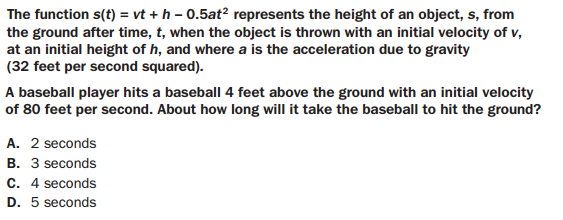 The function s(t) = vt + h – 0.5at² represents the height of an object, s, from
the ground after time, t, when the object is thrown with an initial velocity of v,
at an initial height of h, and where a is the acceleration due to gravity
(32 feet per second squared).
A baseball player hits a baseball 4 feet above the ground with an initial velocity
of 80 feet per second. About how long will it take the baseball to hit the ground?
A. 2 seconds
B. 3 seconds
C. 4 seconds
D. 5 seconds